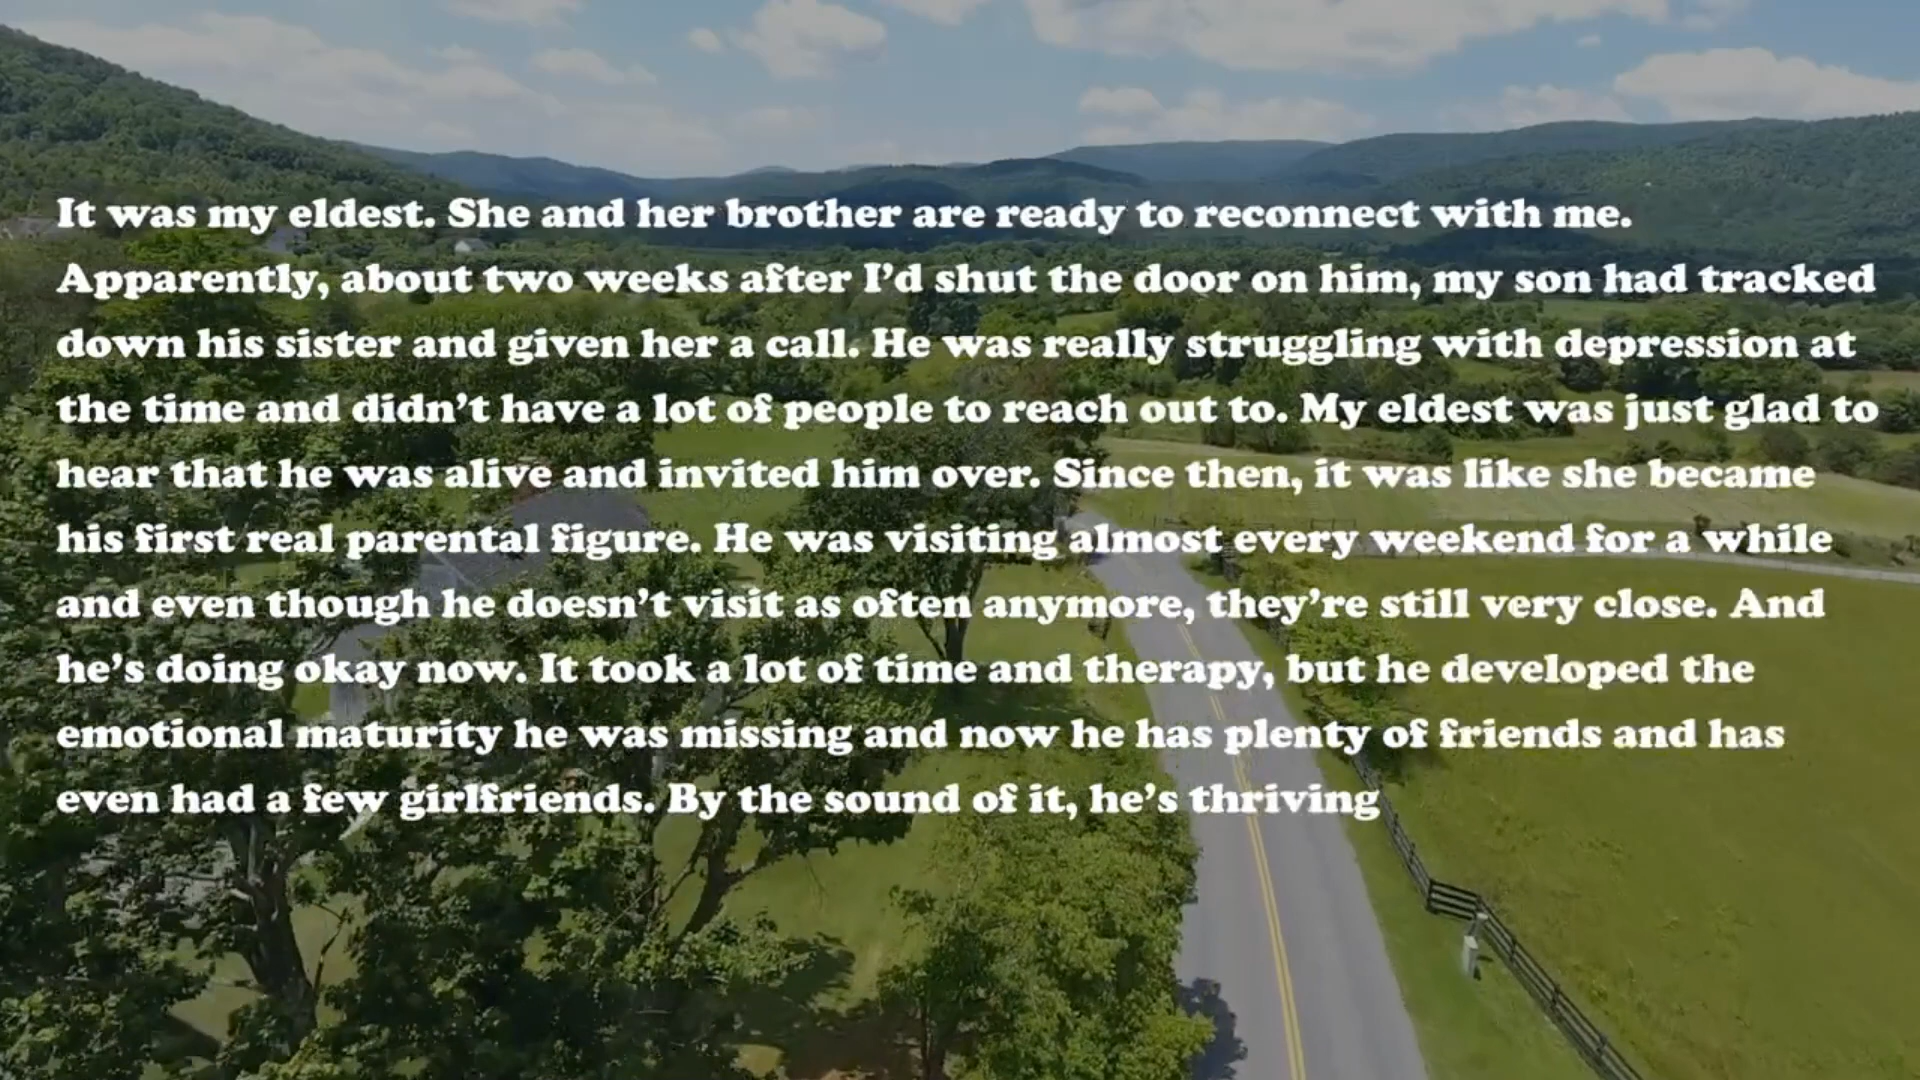 It was my eldest. She and her brother are ready to reconnect with me.
Apparently, about two weeks after I’d shut the door on him, my son had tracked
down his sister and given her a call. He was really struggling with depression at
the time and didn’t have a lot of people to reach out to. My eldest was just glad to
hear that he was alive and invited him over. Since then, it was like she became
his first real parental figure. He was visiting almost every weekend for a while
and even though he doesn’t visit as often anymore, they’re still very close. And
he’s doing okay now. It took a lot of time and therapy, but he developed the
emotional maturity he was missing and now he has plenty of friends and has
even had a few girlfriends. By the sound of it, he’s thriving